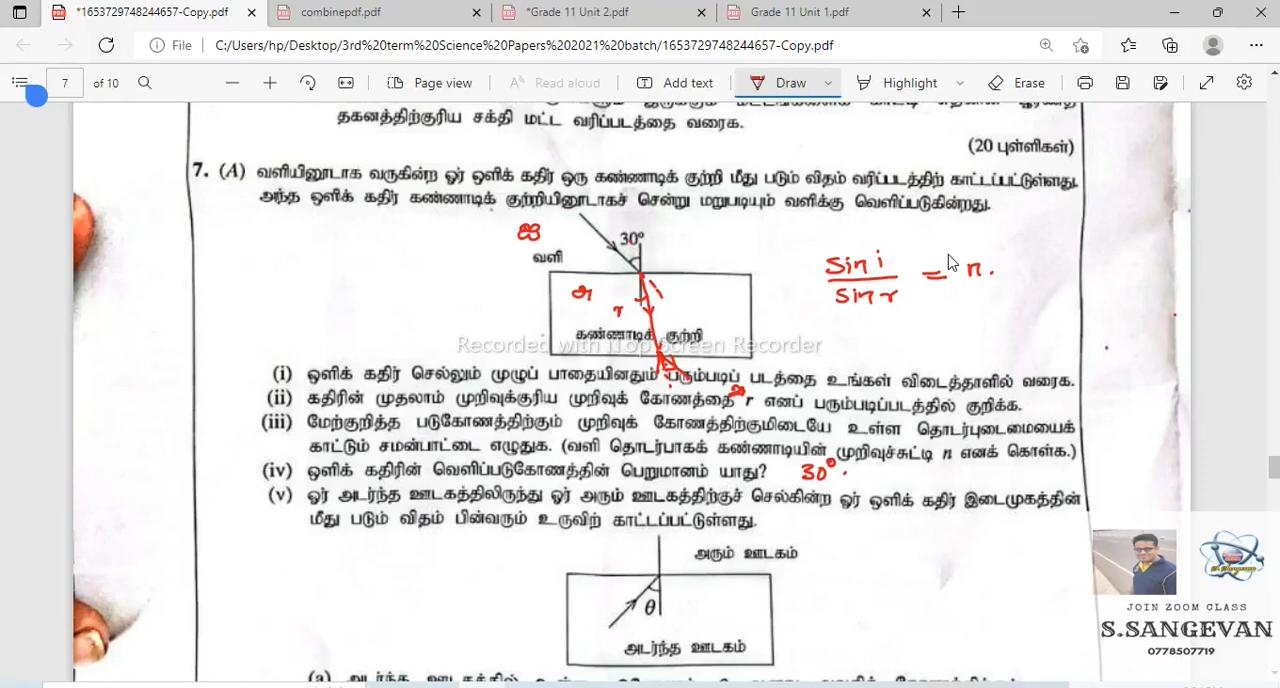 *1653729748244657-Copy.pdf
combinepdf.pdf
*Grade 11 Unit 2.pdf
Grade 11 Unit 1.pdf
File
C:/Users/hp/Desktop/3rd%20term%20Science%20Papers%202021%20batch/1653729748244657-Copy.pdf
7 of 10
Page view
Read aloud
Add text
Draw
Highlight
Erase
தகனத்திற்குரிய சக்தி மட்ட வரிப்படத்தை வரைக.
(20 புள்ளிகள்)
7. (A) வளியினூடாக வருகின்ற ஓர் ஒளிக் கதிர் ஒரு கண்ணாடிக் குற்றி மீது படும் விதம் வரிப்படத்திற் காட்டப்பட்டுள்ளது.
அந்த ஒளிக் கதிர் கண்ணாடிக் குற்றியினூடாகச் சென்று மறுபடியும் வளிக்கு வெளிப்படுகின்றது.
30°
வளி
sin i
= n.
sin r
r
கண்ணாடிக் குற்றி
Recorded with iTop Screen Recorder
(i) ஒளிக் கதிர் செல்லும் முழுப் பாதையினதும் பரும்படிப் படத்தை உங்கள் விடைத்தாளில் வரைக.
(ii) கதிரின் முதலாம் முறிவுக்குரிய முறிவுக் கோணத்தை r எனப் பரும்படிப்படத்தில் குறிக்க.
(iii) மேற்குறித்த படுகோணத்திற்கும் முறிவுக் கோணத்திற்குமிடையே உள்ள தொடர்புடைமையைக்
காட்டும் சமன்பாட்டை எழுதுக. (வளி தொடர்பாகக் கண்ணாடியின் முறிவுச்சுட்டி n எனக் கொள்க.)
(iv) ஒளிக் கதிரின் வெளிப்படுகோணத்தின் பெறுமானம் யாது? 30°.
(v) ஓர் அடர்ந்த ஊடகத்திலிருந்து ஓர் அரும் ஊடகத்திற்குச் செல்கின்ற ஓர் ஒளிக் கதிர் இடைமுகத்தின்
மீது படும் விதம் பின்வரும் உருவிற் காட்டப்பட்டுள்ளது.
அரும் ஊடகம்
θ
அடர்ந்த ஊடகம்
JOIN ZOOM CLASS
S.SANGEVAN
0778507719